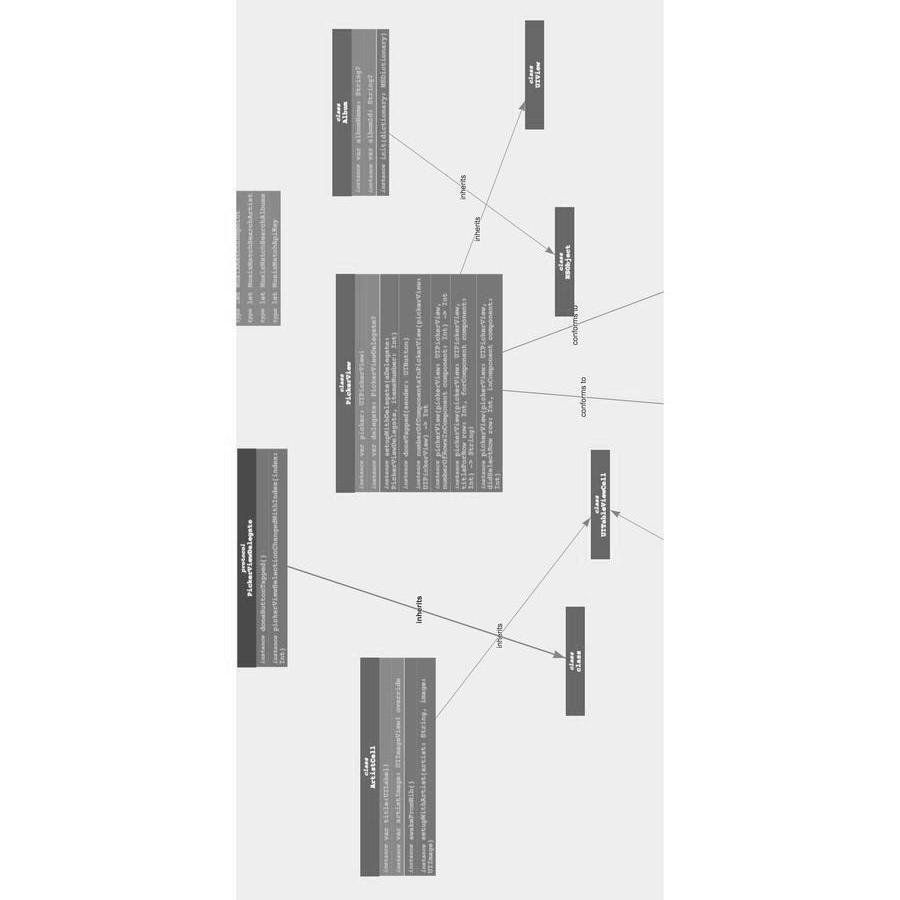 type let MusixMatchSearchArtist
type let MusixMatchSearchAlbums
type let MusixMatchApiKey
protocol
PickerViewDelegate
instance doneButtonTapped()
instance pickerViewSelectionChangedWithIndex(index:
Int)
class
Album
instance var albumName: String?
instance var albumId: String?
instance init(dictionary: NSDictionary)
class
PickerView
instance var picker: UIPickerView!
instance var delegate: PickerViewDelegate?
instance setupWithDelegate(aDelegate:
PickerViewDelegate, itemsNumber: Int)
instance doneTapped(sender: UIButton)
instance numberOfComponentsInPickerView(pickerView:
UIPickerView) -> Int
instance pickerView(pickerView: UIPickerView,
numberOfRowsInComponent component: Int) -> Int
instance pickerView(pickerView: UIPickerView,
titleForRow row: Int, forComponent component:
Int) -> String!
instance pickerView(pickerView: UIPickerView,
didSelectRow row: Int, inComponent component:
Int)
class
ArtistCell
instance var title:UILabel!
instance var artistImage: UIImageView! override
instance awakeFromNib()
instance setupWithArtist(artist: String, image:
UIImage)
inherits
inherits
inherits
inherits
conforms to
conforms to
class
UIView
class
NSObject
class
UITableViewCell
class
class